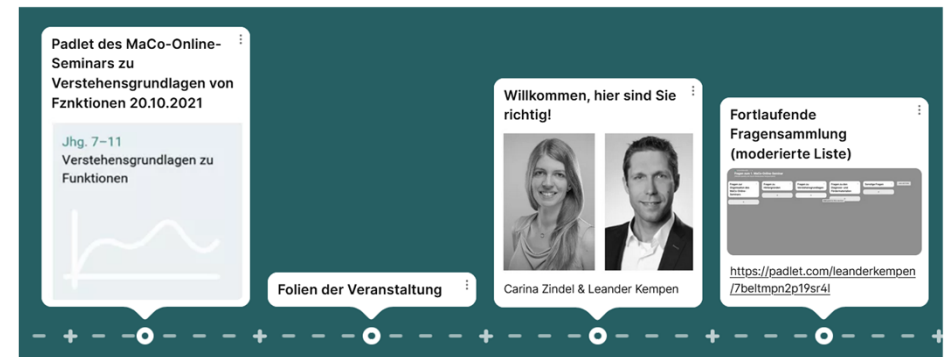 Padlet des MaCo-Online-
Seminars zu
Verstehensgrundlagen von
Fznktionen 20.10.2021
Jhg. 7–11
Verstehensgrundlagen zu
Funktionen
Folien der Veranstaltung
Willkommen, hier sind Sie
richtig!
Carina Zindel & Leander Kempen
Fortlaufende
Fragensammlung
(moderierte Liste)
https://padlet.com/leanderkempen
/7beltmpn2p19sr4l